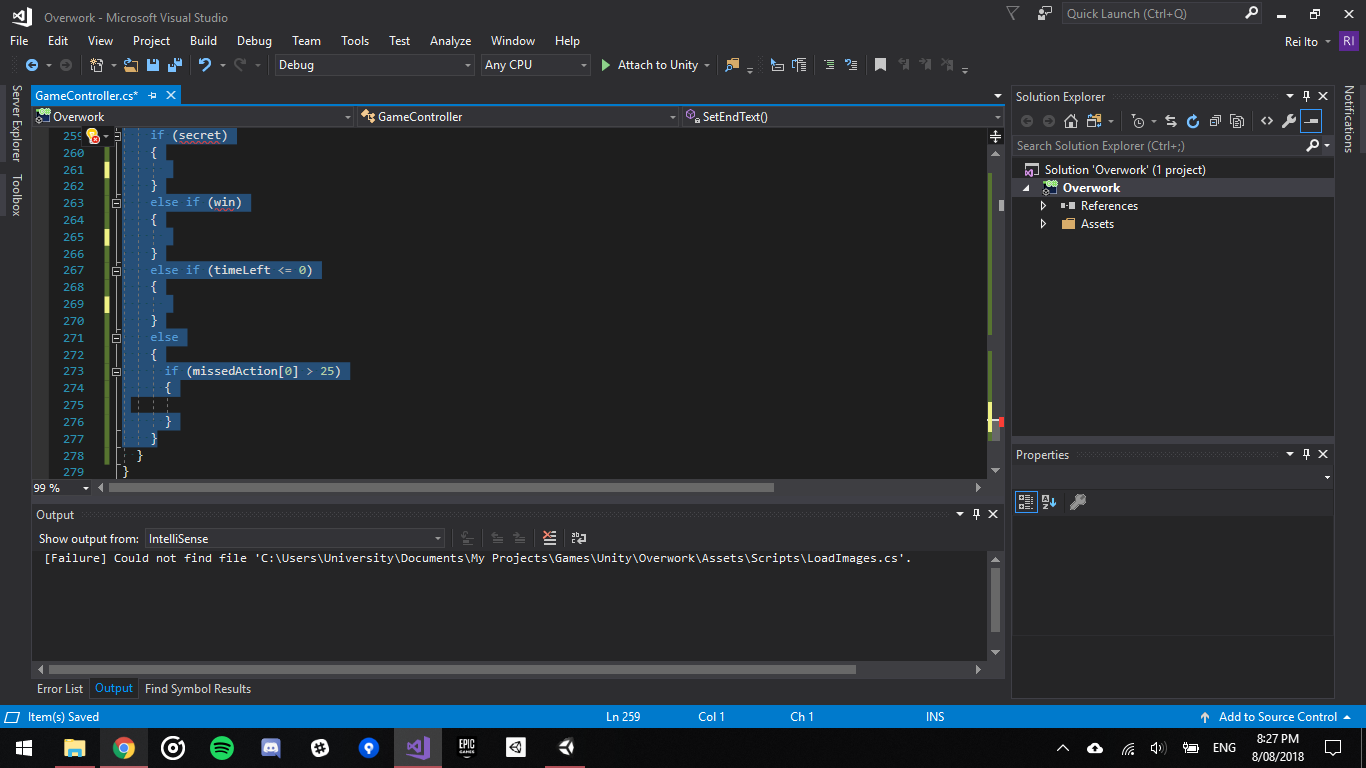 Overwork - Microsoft Visual Studio
Quick Launch (Ctrl+Q)
File Edit View Project Build Debug Team Tools Test Analyze Window Help
Rei Ito RI
Debug Any CPU Attach to Unity
Server Explorer
Toolbox
GameController.cs*
Overwork GameController SetEndText()
259 if (secret)
260 {
261
262 }
263 else if (win)
264 {
265
266 }
267 else if (timeLeft <= 0)
268 {
269
270 }
271 else
272 {
273 if (missedAction[0] > 25)
274 {
275
276 }
277 }
278 }
279 }
99 %
Output
Show output from: IntelliSense
[Failure] Could not find file 'C:\Users\University\Documents\My Projects\Games\Unity\Overwork\Assets\Scripts\LoadImages.cs'.
Error List Output Find Symbol Results
Solution Explorer
Search Solution Explorer (Ctrl+;)
Solution 'Overwork' (1 project)
Overwork
References
Assets
Properties
Notifications
Item(s) Saved Ln 259 Col 1 Ch 1 INS Add to Source Control
EPIC GAMES
ENG
8:27 PM
8/08/2018